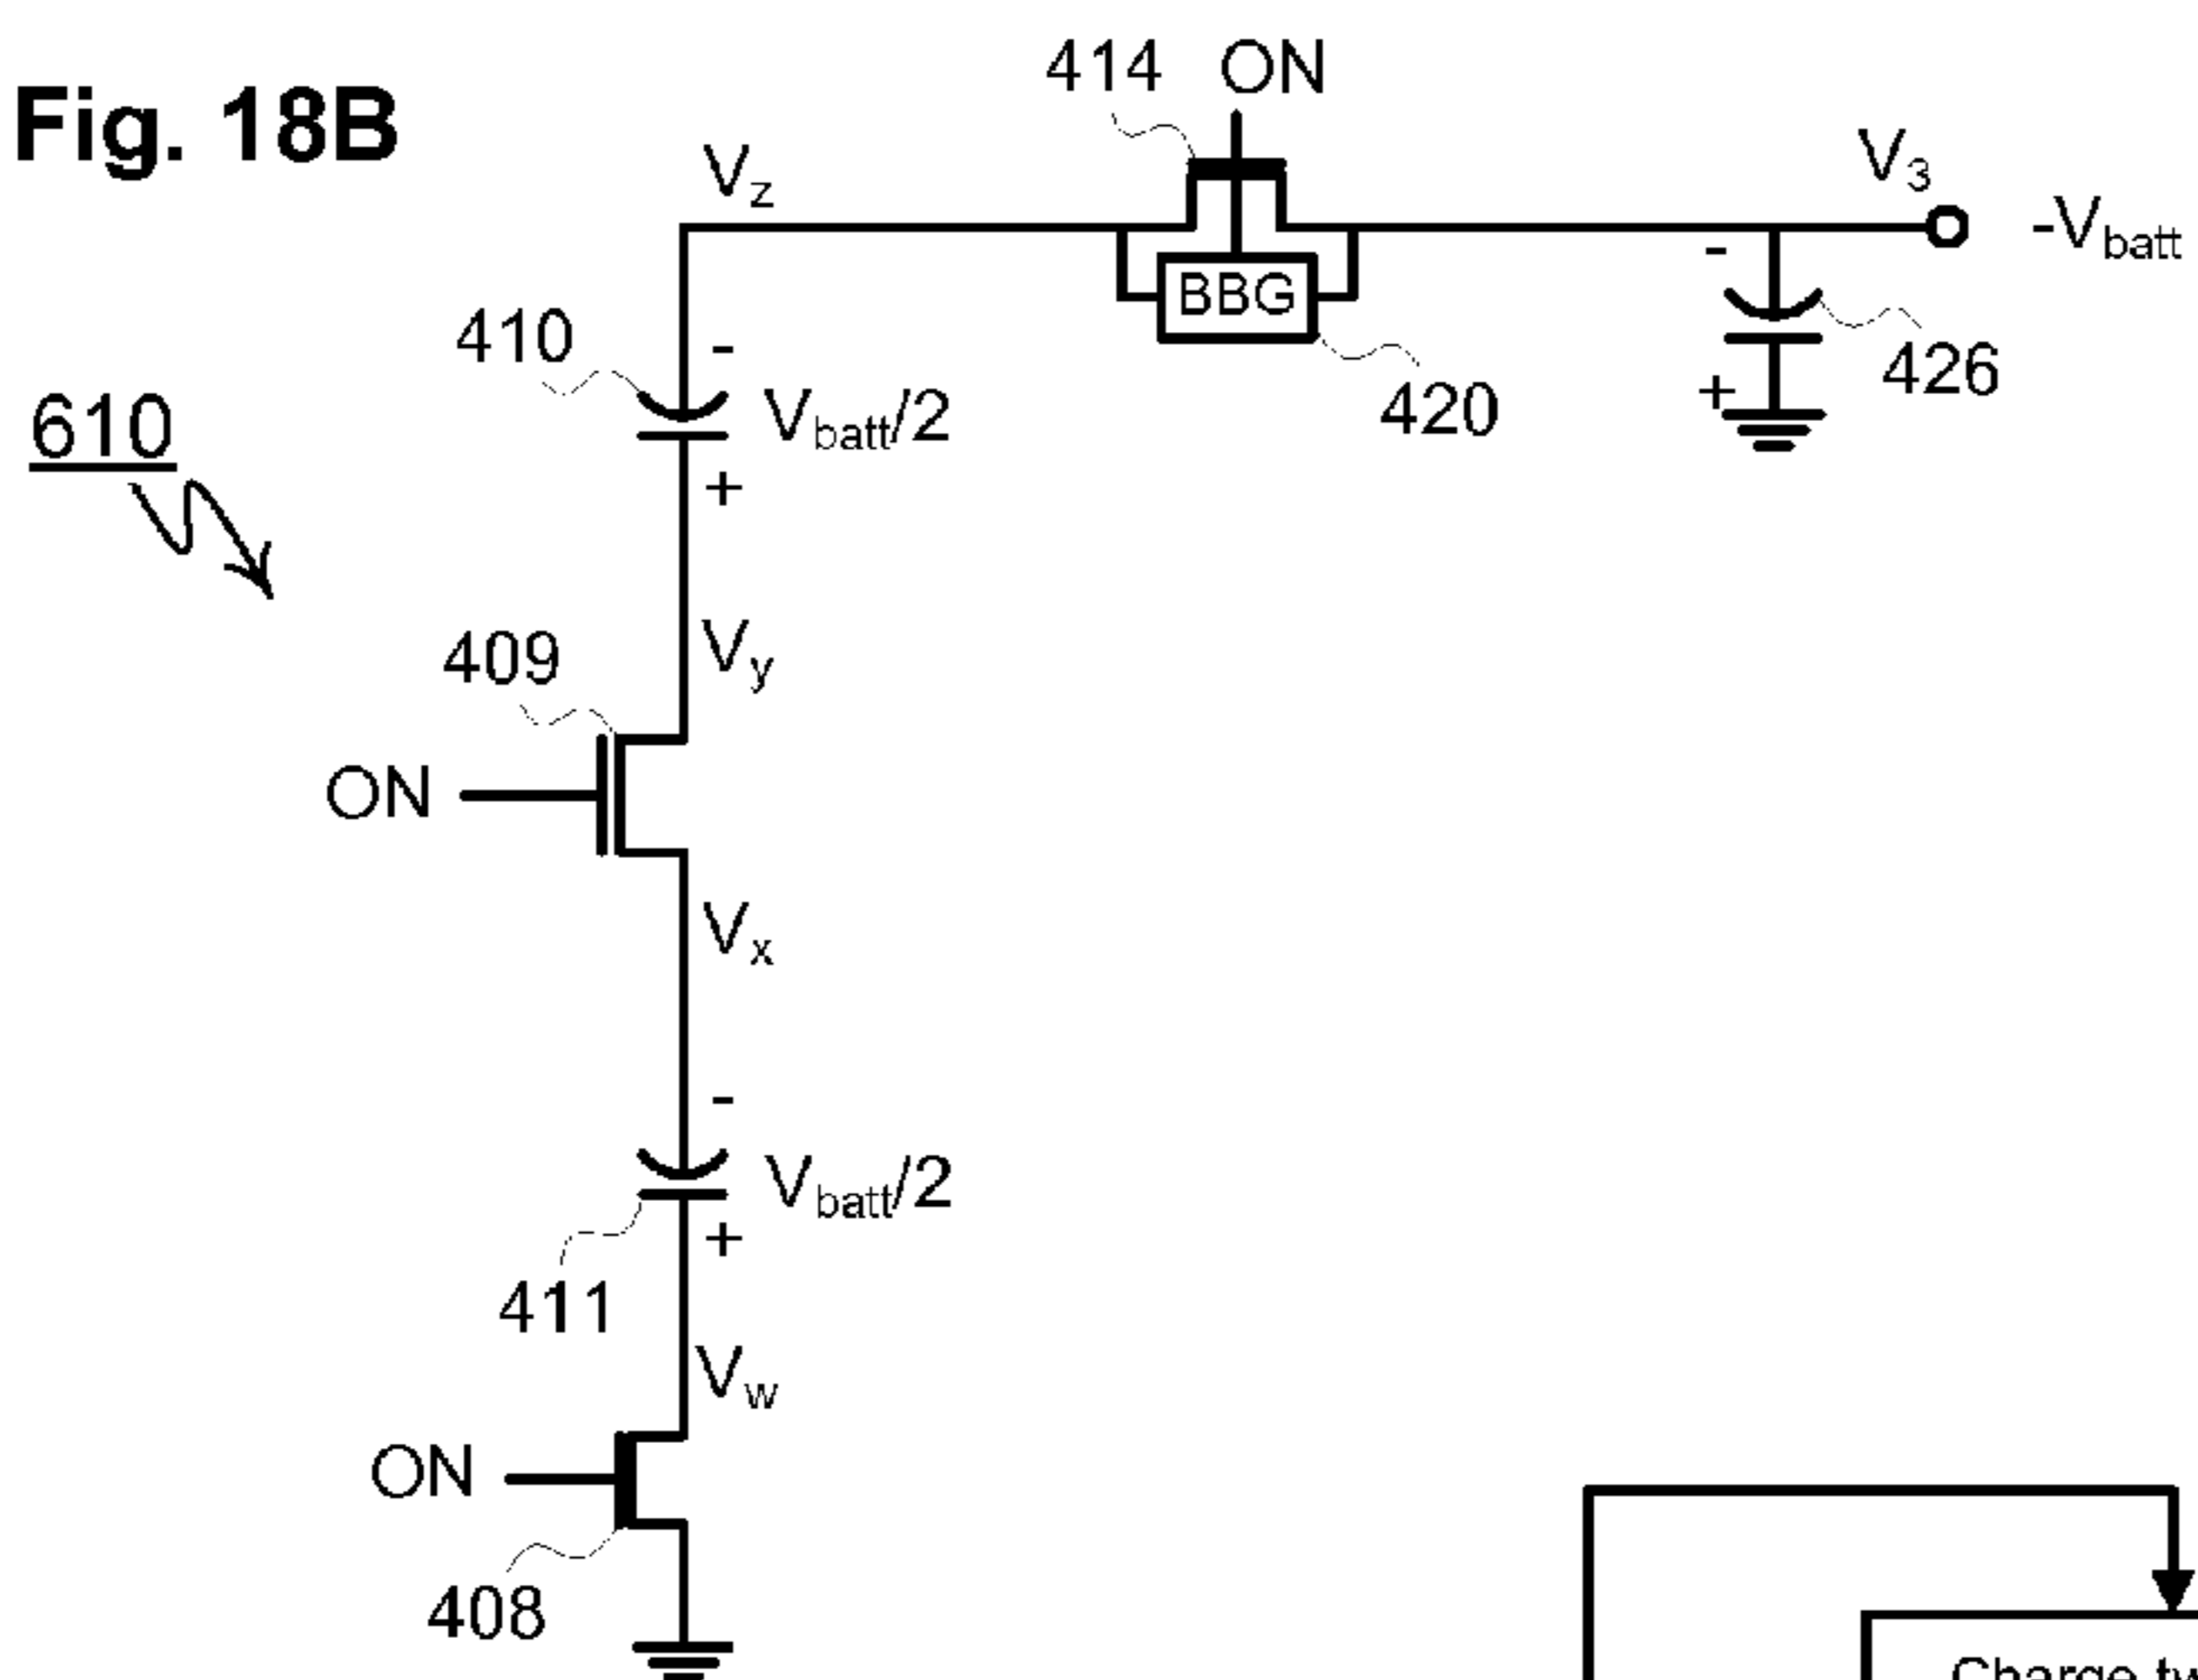 Fig. 18B
414 ON
V3
Vz
-Vbatt
-
BBG
410
-
Vbatt/2
426
420
+
610
+
Vy
409
ON
Vx
-
Vbatt/2
+
411
Vw
ON
408
Charge